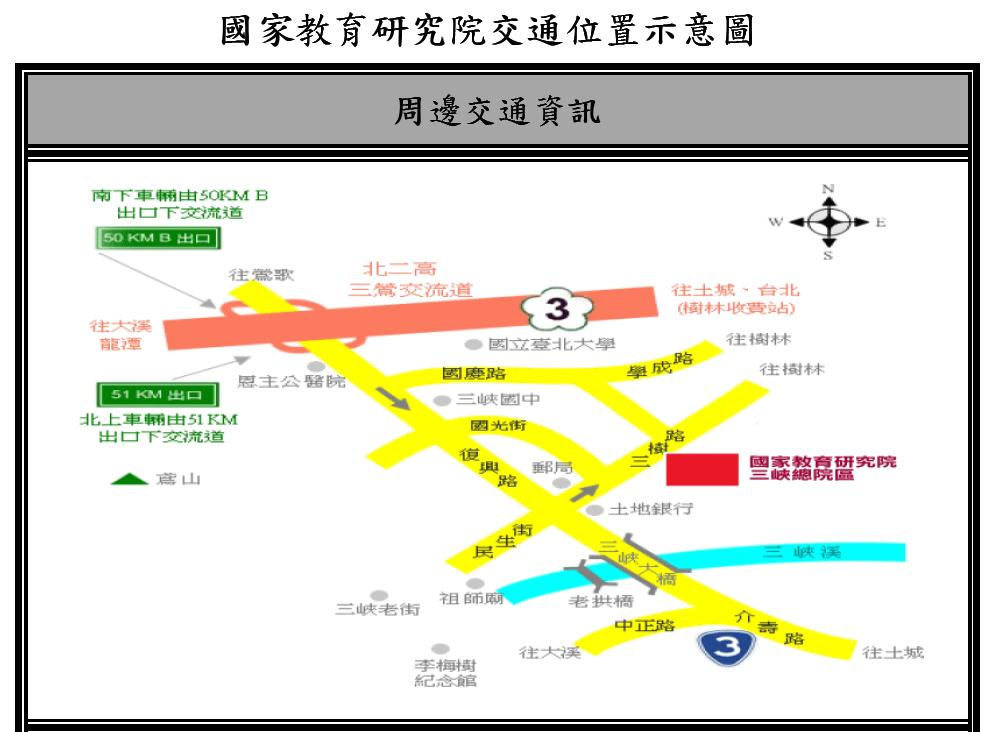 國家教育研究院交通位置示意圖
周邊交通資訊
南下車輛由50KM B
出口下交流道
50 KM B 出口
N
W
E
S
往鶯歌
北二高
三鶯交流道
往土城、台北
(樹林收費站)
3
往大溪
龍潭
國立臺北大學
往樹林
恩主公醫院
國慶路
學成路
往樹林
51 KM 出口
三峽國中
北上車輛由51KM
出口下交流道
國光街
復興路
三樹路
郵局
國家教育研究院
三峽總院區
鳶山
土地銀行
民生街
三峽大橋
三峽溪
祖師廟
老拱橋
三峽老街
中正路
介壽路
3
往大溪
往土城
李梅樹
紀念館